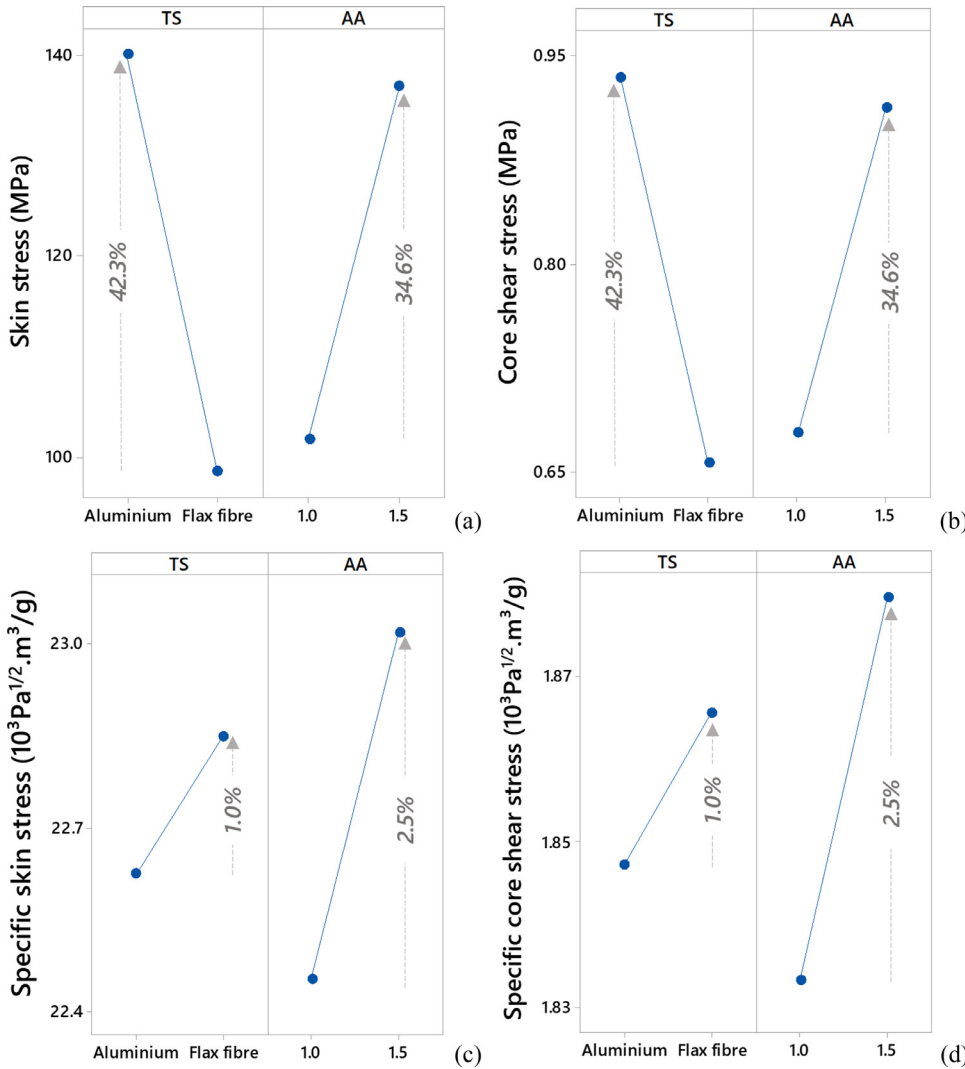 TS AA
Skin stress (MPa)
140
120
100
42.3%
34.6%
Aluminium Flax fibre 1.0 1.5
(a)
TS AA
Core shear stress (MPa)
0.95
0.80
0.65
42.3%
34.6%
Aluminium Flax fibre 1.0 1.5
(b)
TS AA
Specific skin stress (10³Pa¹/².m³/g)
23.0
22.7
22.4
1.0%
2.5%
Aluminium Flax fibre 1.0 1.5
(c)
TS AA
Specific core shear stress (10³Pa¹/².m³/g)
1.87
1.85
1.83
1.0%
2.5%
Aluminium Flax fibre 1.0 1.5
(d)